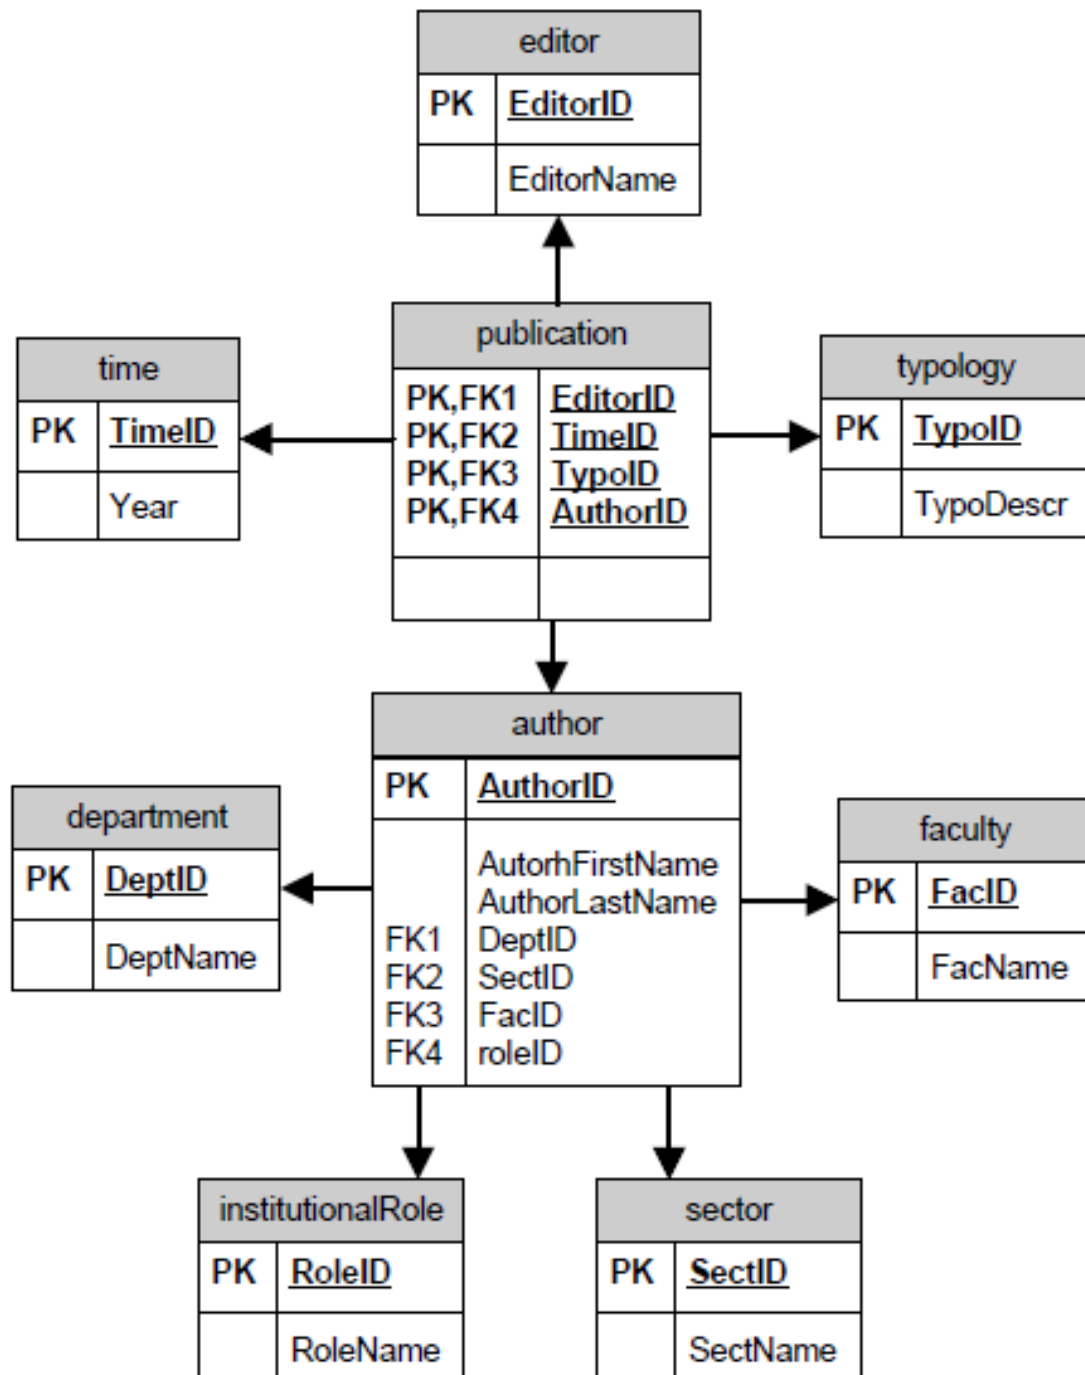 editor
PK EditorID
EditorName
publication
PK,FK1 EditorID
PK,FK2 TimeID
PK,FK3 TypoID
PK,FK4 AuthorID
time
PK TimeID
Year
typology
PK TypoID
TypoDescr
author
PK AuthorID
AutorhFirstName
AuthorLastName
FK1 DeptID
FK2 SectID
FK3 FacID
FK4 roleID
department
PK DeptID
DeptName
faculty
PK FacID
FacName
institutionalRole
PK RoleID
RoleName
sector
PK SectID
SectName